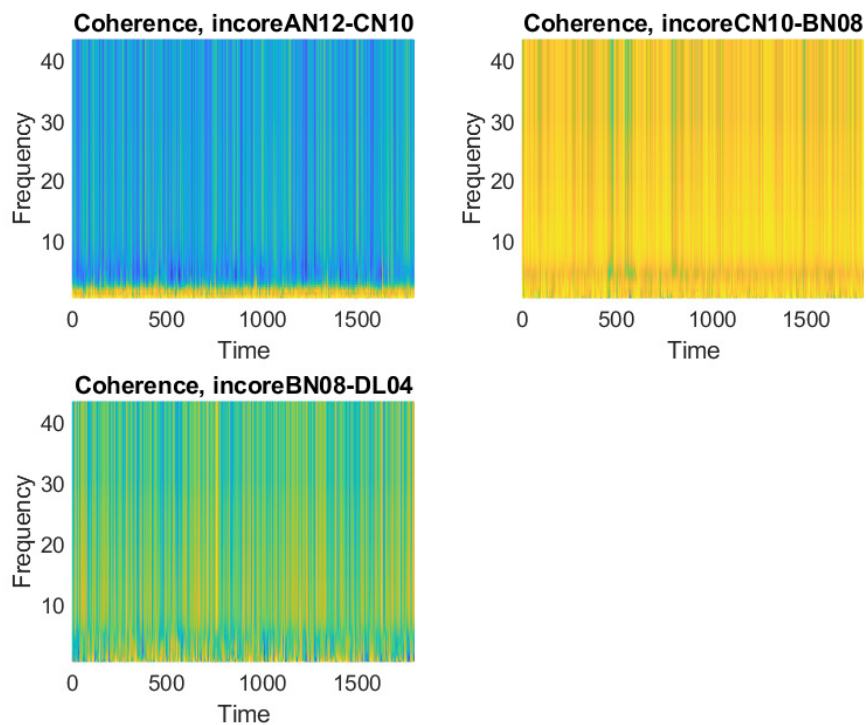 Coherence, incoreAN12-CN10
40
30
20
10
Frequency
0 500 1000 1500
Time
Coherence, incoreCN10-BN08
40
30
20
10
Frequency
0 500 1000 1500
Time
Coherence, incoreBN08-DL04
40
30
20
10
Frequency
0 500 1000 1500
Time